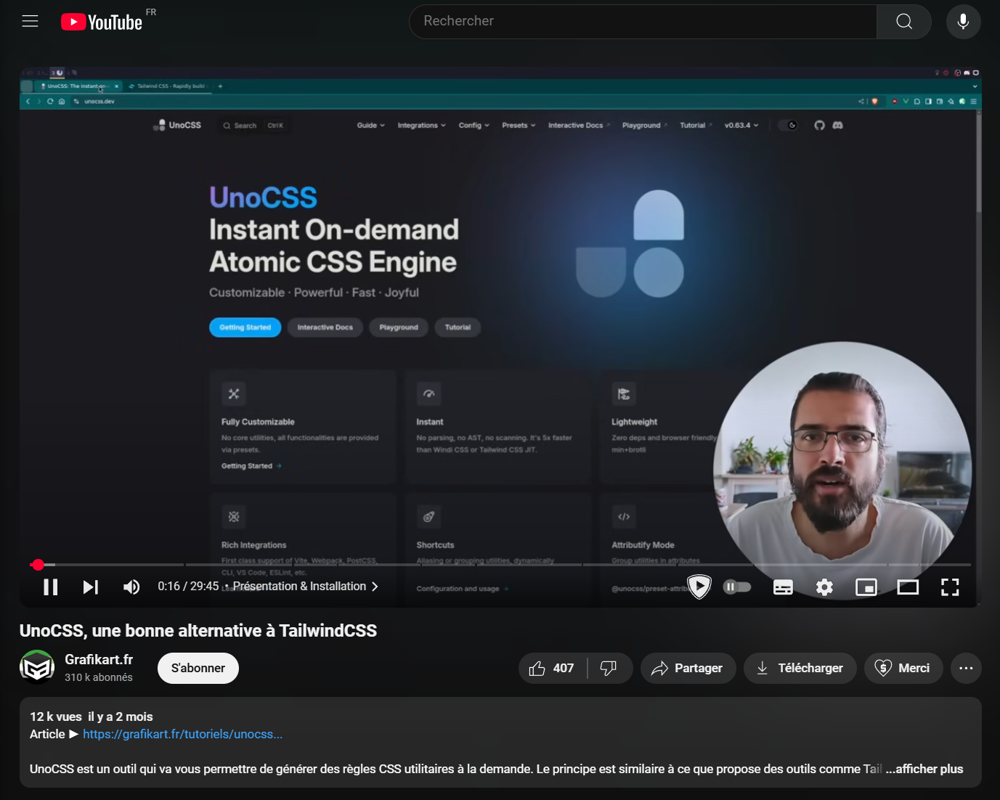 YouTube FR
Rechercher
UnoCSS: The instant on-d
Tailwind CSS - Rapidly build
unocss.dev
UnoCSS
Search Ctrl K
Guide
Integrations
Config
Presets
Interactive Docs
Playground
Tutorial
v0.63.4
UnoCSS
Instant On-demand
Atomic CSS Engine
Customizable · Powerful · Fast · Joyful
Getting Started
Interactive Docs
Playground
Tutorial
Fully Customizable
No core utilities, all functionalities are provided
via presets.
Getting Started →
Instant
No parsing, no AST, no scanning. It's 5x faster
than Windi CSS or Tailwind CSS JIT.
Lightweight
Zero deps and browser friendly
min+brotli
Rich Integrations
First class support of Vite, Webpack, PostCSS,
CLI, VS Code, ESLint, etc.
Shortcuts
Aliasing or grouping utilities, dynamically
Configuration and usage →
Attributify Mode
Group utilities in attributes
@unocss/preset-attrib
0:16 / 29:45 • Présentation & Installation
UnoCSS, une bonne alternative à TailwindCSS
Grafikart.fr
310 k abonnés
S'abonner
407
Partager
Télécharger
Merci
12 k vues il y a 2 mois
Article ► https://grafikart.fr/tutoriels/unocss...
UnoCSS est un outil qui va vous permettre de générer des règles CSS utilitaires à la demande. Le principe est similaire à ce que propose des outils comme Tail ...afficher plus